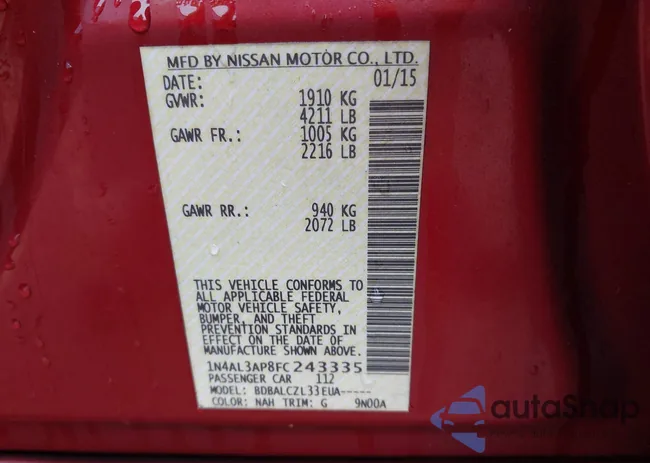 MFD BY NISSAN MOTOR CO., LTD.
DATE: 01/15
GVWR: 1910 KG
4211 LB
GAWR FR.: 1005 KG
2216 LB
GAWR RR.: 940 KG
2072 LB
THIS VEHICLE CONFORMS TO
ALL APPLICABLE FEDERAL
MOTOR VEHICLE SAFETY,
BUMPER, AND THEFT
PREVENTION STANDARDS IN
EFFECT ON THE DATE OF
MANUFACTURE SHOWN ABOVE.
1N4AL3AP8FC243335
PASSENGER CAR 112
MODEL: BDBALCZL33EUA-----
COLOR: NAH TRIM: G 9N00A
autoShop